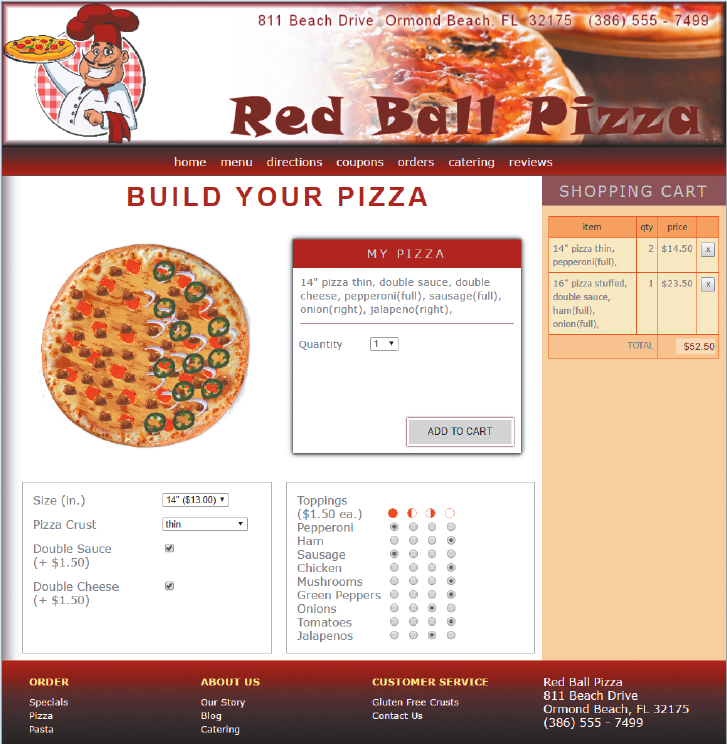 811 Beach Drive  Ormond Beach, FL  32175   (386) 555 - 7499
Red Ball Pizza
home menu directions coupons orders catering reviews
BUILD YOUR PIZZA
MY PIZZA
14" pizza thin, double sauce, double
cheese, pepperoni(full), sausage(full),
onion(right), jalapeno(right),
Quantity 1
ADD TO CART
Size (in.) 14" ($13.00)
Pizza Crust thin
Double Sauce
(+ $1.50)
Double Cheese
(+ $1.50)
Toppings
($1.50 ea.)
Pepperoni
Ham
Sausage
Chicken
Mushrooms
Green Peppers
Onions
Tomatoes
Jalapenos
SHOPPING CART
item qty price
14" pizza thin, 2 $14.50 x
pepperoni(full),
16" pizza stuffed, 1 $23.50 x
double sauce,
ham(full),
onion(full),
TOTAL $52.50
ORDER
Specials
Pizza
Pasta
ABOUT US
Our Story
Blog
Catering
CUSTOMER SERVICE
Gluten Free Crusts
Contact Us
Red Ball Pizza
811 Beach Drive
Ormond Beach, FL 32175
(386) 555 - 7499